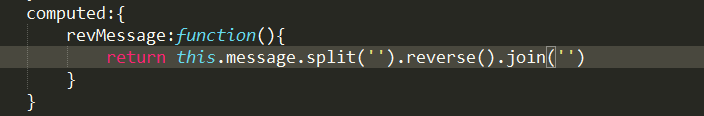 computed:{
revMessage:function(){
return this.message.split('').reverse().join('')
}
}